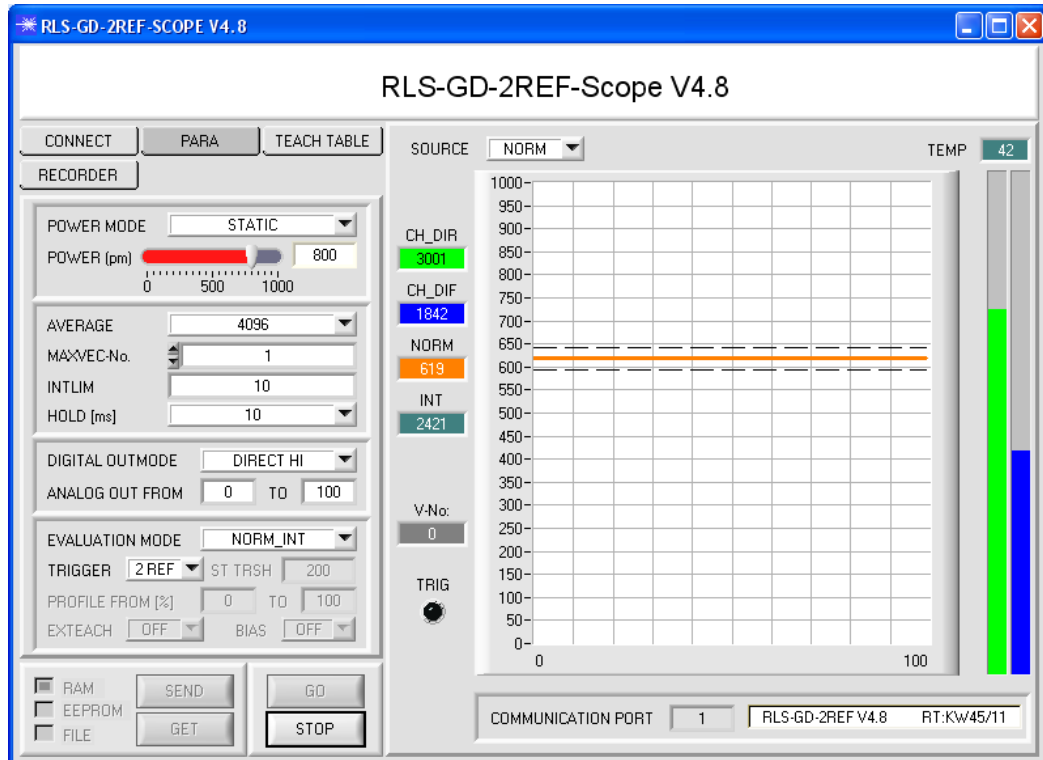 RLS-GD-2REF-SCOPE V4.8
RLS-GD-2REF-Scope V4.8
CONNECT PARA TEACH TABLE
RECORDER
POWER MODE STATIC
POWER (pm) 800
0 500 1000
AVERAGE 4096
MAXVEC-No. 1
INTLIM 10
HOLD [ms] 10
DIGITAL OUTMODE DIRECT HI
ANALOG OUT FROM 0 TO 100
EVALUATION MODE NORM_INT
TRIGGER 2 REF ST TRSH 200
PROFILE FROM [%] 0 TO 100
EXTEACH OFF BIAS OFF
RAM SEND GO
EEPROM
FILE GET STOP
SOURCE NORM TEMP 42
CH_DIR
3001
CH_DIF
1842
NORM
619
INT
2421
V-No:
0
TRIG
1000
950
900
850
800
750
700
650
600
550
500
450
400
350
300
250
200
150
100
50
0
0 100
COMMUNICATION PORT 1 RLS-GD-2REF V4.8 RT:KW45/11